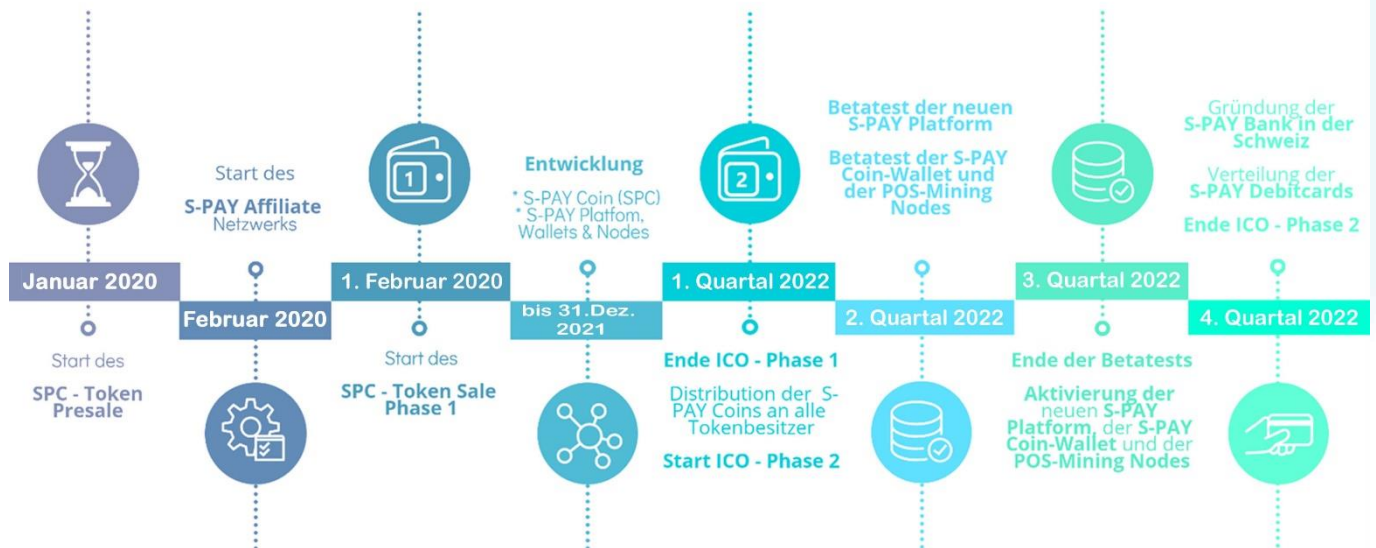 Januar 2020
Start des
SPC - Token
Presale
Start des
S-PAY Affiliate
Netzwerks
Februar 2020
1
1. Februar 2020
Start des
SPC - Token Sale
Phase 1
Entwicklung
* S-PAY Coin (SPC)
* S-PAY Platfom,
Wallets & Nodes
bis 31.Dez.
2021
2
1. Quartal 2022
Ende ICO - Phase 1
Distribution der S-
PAY Coins an alle
Tokenbesitzer
Start ICO - Phase 2
Betatest der neuen
S-PAY Platform
Betatest der S-PAY
Coin-Wallet und
der POS-Mining
Nodes
2. Quartal 2022
3. Quartal 2022
Ende der Betatests
Aktivierung der
neuen S-PAY
Platform, der S-PAY
Coin-Wallet und der
POS-Mining Nodes
Gründung der
S-PAY Bank in der
Schweiz
Verteilung der
S-PAY Debitcards
Ende ICO - Phase 2
4. Quartal 2022